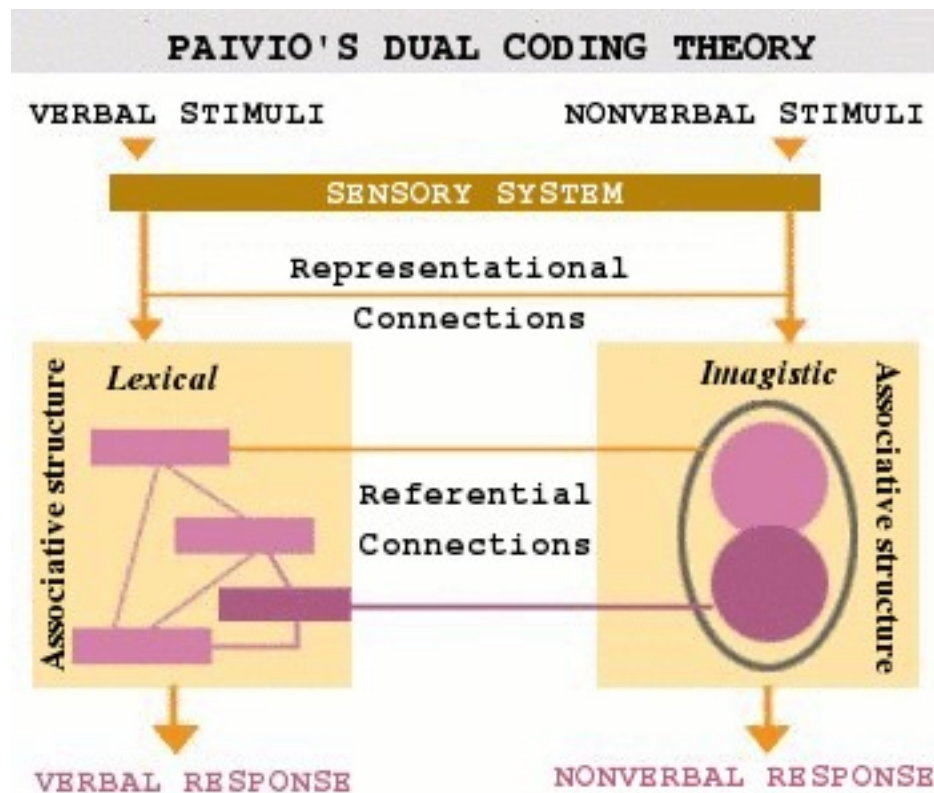 PAIVIO'S DUAL CODING THEORY
VERBAL STIMULI
NONVERBAL STIMULI
SENSORY SYSTEM
Representational
Connections
Associative structure
Lexical
Imagistic
Associative structure
Referential
Connections
VERBAL RESPONSE
NONVERBAL RESPONSE